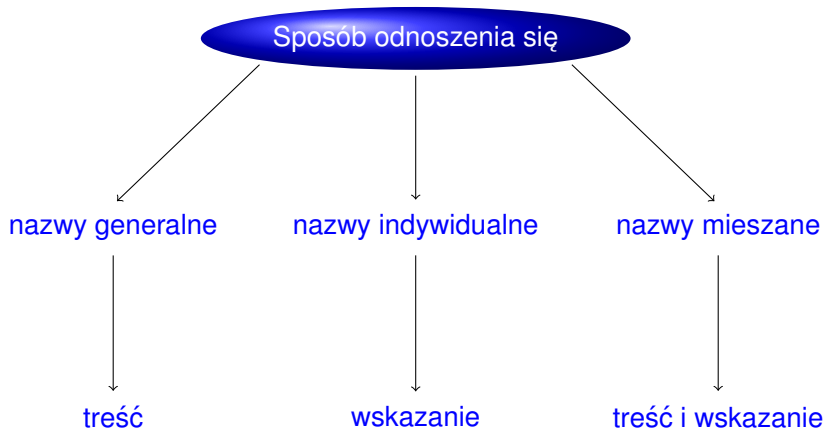 Sposób odnoszenia się
nazwy generalne
nazwy indywidualne
nazwy mieszane
treść
wskazanie
treść i wskazanie